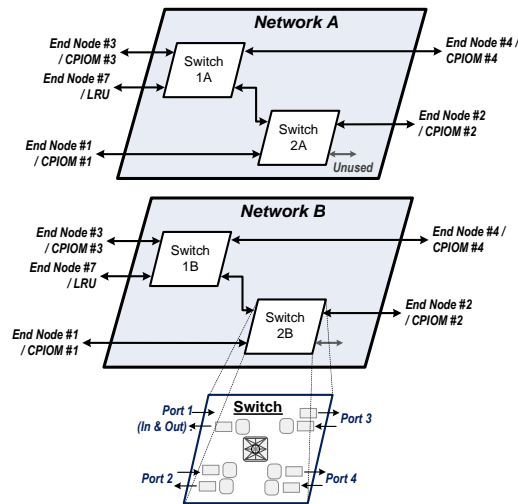 Network A
End Node #3
/ CPIOM #3
End Node #4 /
CPIOM #4
Switch
1A
End Node #7
/ LRU
End Node #2
/ CPIOM #2
Switch
2A
End Node #1
/ CPIOM #1
Unused
Network B
End Node #3
/ CPIOM #3
End Node #4 /
CPIOM #4
Switch
1B
End Node #7
/ LRU
End Node #2
/ CPIOM #2
Switch
2B
End Node #1
/ CPIOM #1
Switch
Port 1
(In & Out)
Port 3
Port 2
Port 4